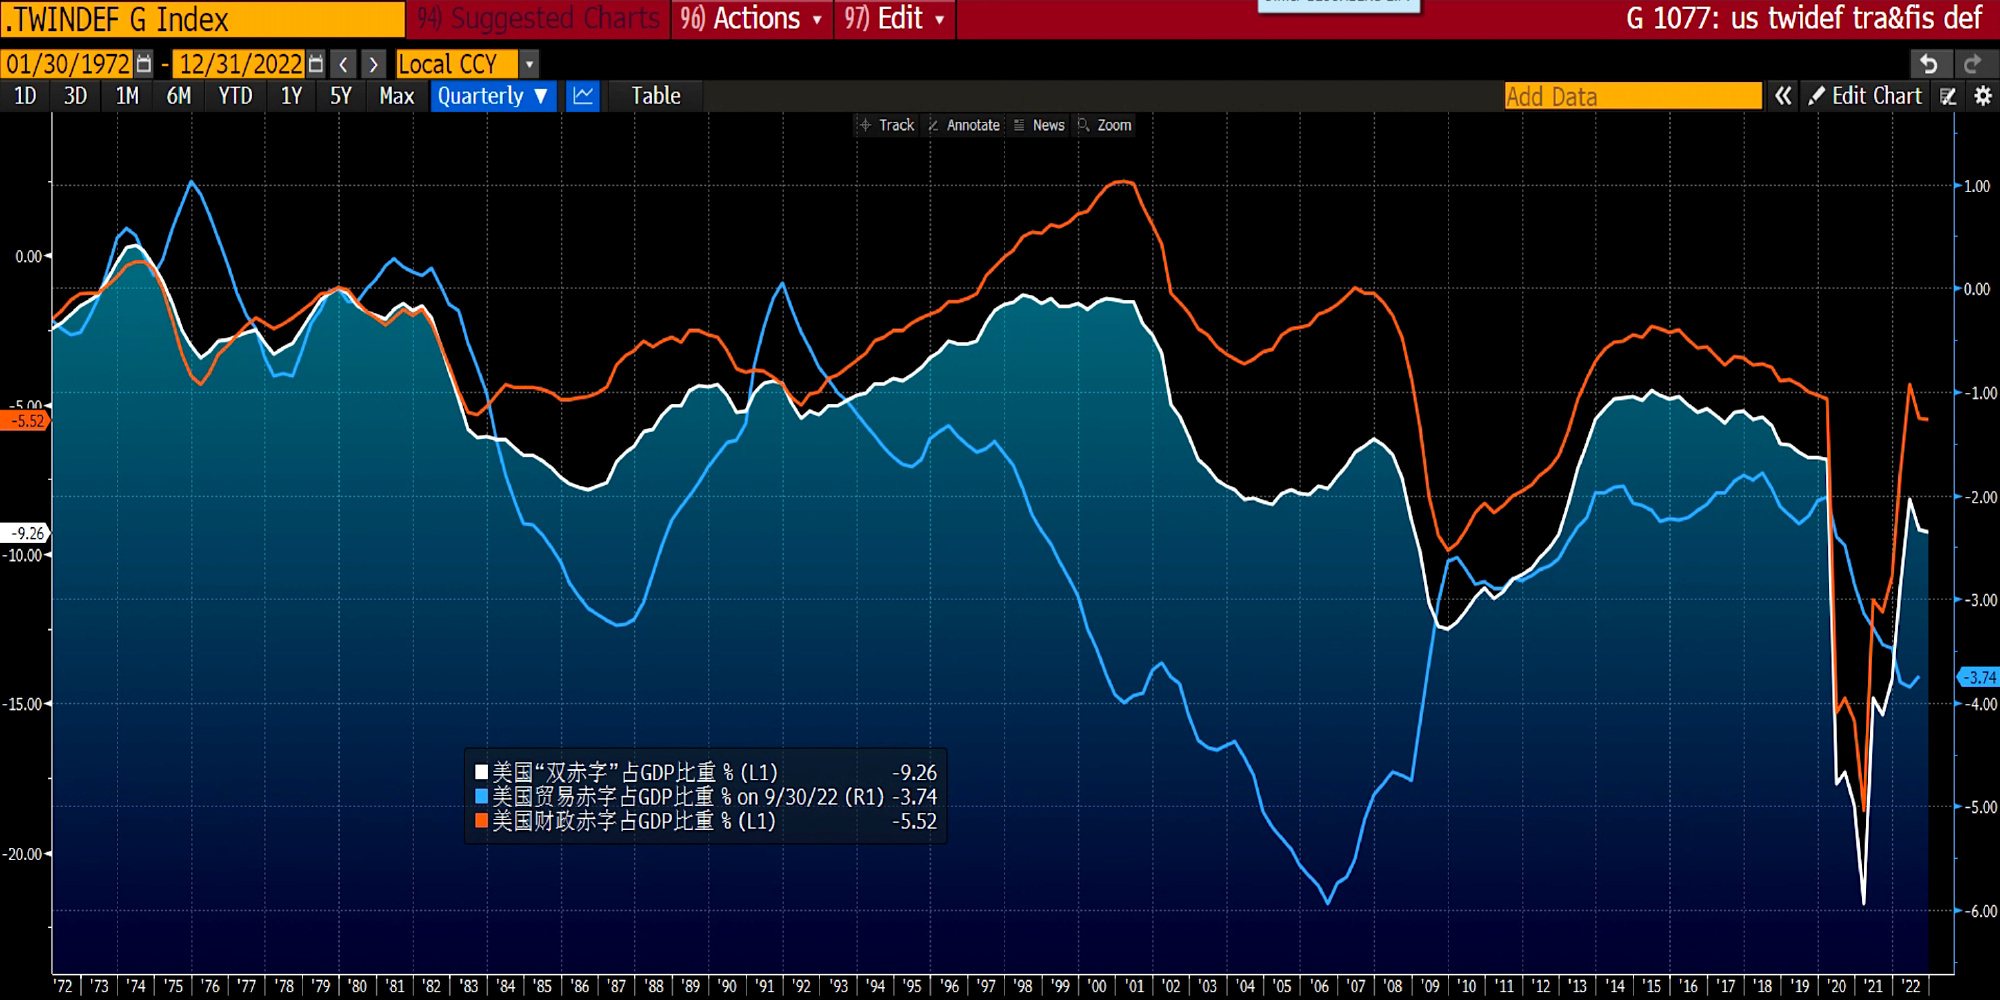 .TWINDEF G Index 94) Suggested Charts 96) Actions 97) Edit G 1077: us twidef tra&fis def
01/30/1972 - 12/31/2022 Local CCY
1D 3D 1M 6M YTD 1Y 5Y Max Quarterly ▼ Table Add Data « Edit Chart
Track Annotate News Zoom
1.00
0.00
0.00
-1.00
-5.00
-5.52
-2.00
-9.26
-10.00
-3.00
-3.74
-15.00
-4.00
美国“双赤字”占GDP比重 % (L1) -9.26
美国贸易赤字占GDP比重 % on 9/30/22 (R1) -3.74
美国财政赤字占GDP比重 % (L1) -5.52
-5.00
-20.00
-6.00
'72 '73 '74 '75 '76 '77 '78 '79 '80 '81 '82 '83 '84 '85 '86 '87 '88 '89 '90 '91 '92 '93 '94 '95 '96 '97 '98 '99 '00 '01 '02 '03 '04 '05 '06 '07 '08 '09 '10 '11 '12 '13 '14 '15 '16 '17 '18 '19 '20 '21 '22